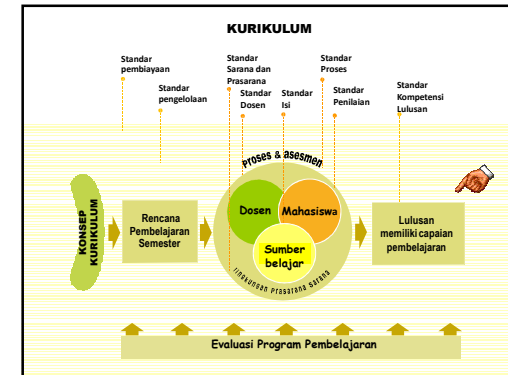 KURIKULUM
Standar
pembiayaan
Standar
pengelolaan
Standar
Sarana dan
Prasarana
Standar
Dosen
Standar
Isi
Standar
Proses
Standar
Penilaian
Standar
Kompetensi
Lulusan
Proses & asesmen
KONSEP
KURIKULUM
Rencana
Pembelajaran
Semester
Dosen
Mahasiswa
Sumber
belajar
lingkungan prasarana sarana
Lulusan
memiliki capaian
pembelajaran
Evaluasi Program Pembelajaran